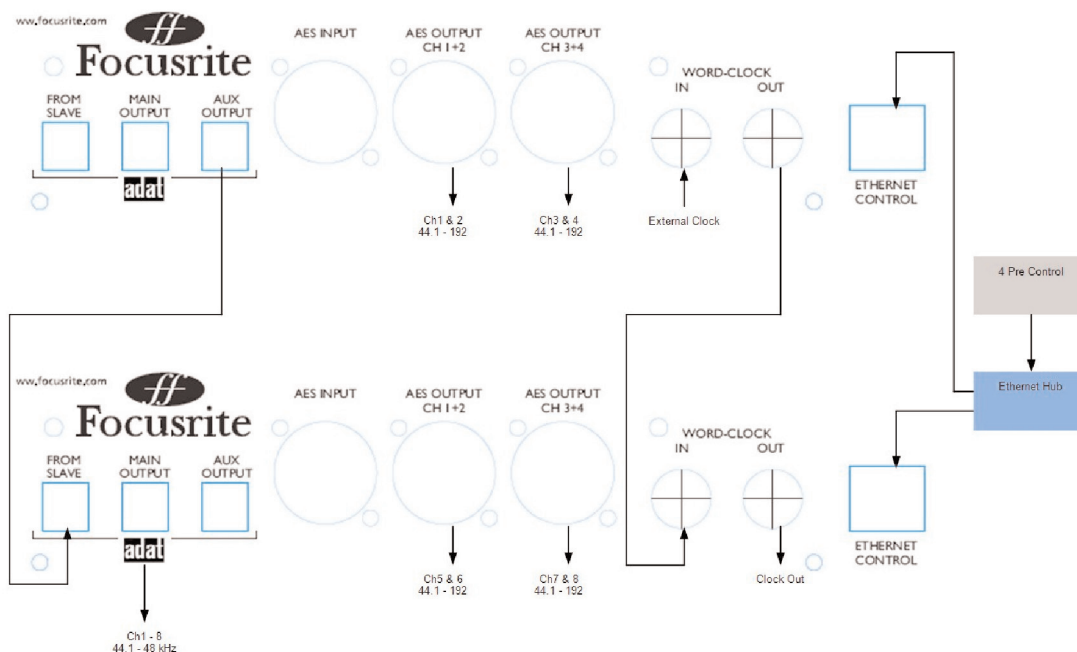 ww.focusrite.com
ff
Focusrite
FROM
SLAVE
MAIN
OUTPUT
AUX
OUTPUT
adat
AES INPUT
AES OUTPUT
CH 1+2
AES OUTPUT
CH 3+4
WORD-CLOCK
IN
OUT
ETHERNET
CONTROL
Ch1 & 2
44.1 - 192
Ch3 & 4
44.1 - 192
External Clock
4 Pre Control
Ethernet Hub
ww.focusrite.com
ff
Focusrite
FROM
SLAVE
MAIN
OUTPUT
AUX
OUTPUT
adat
AES INPUT
AES OUTPUT
CH 1+2
AES OUTPUT
CH 3+4
WORD-CLOCK
IN
OUT
ETHERNET
CONTROL
Ch5 & 6
44.1 - 192
Ch7 & 8
44.1 - 192
Clock Out
Ch1 - 8
44.1 - 48 kHz